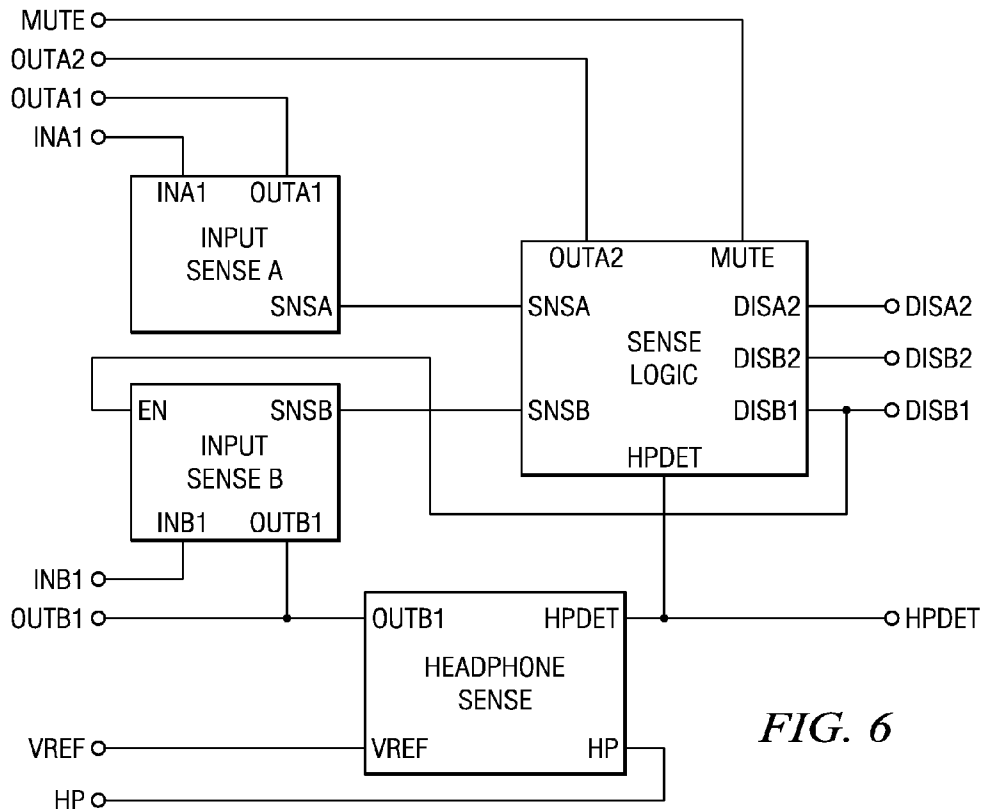 MUTE
OUTA2
OUTA1
INA1
INA1 OUTA1
INPUT
SENSE A
SNSA
OUTA2 MUTE
SNSA DISA2
SENSE
LOGIC
DISB2
SNSB DISB1
HPDET
DISA2
DISB2
DISB1
EN SNSB
INPUT
SENSE B
INB1 OUTB1
INB1
OUTB1
OUTB1 HPDET
HEADPHONE
SENSE
VREF HP
HPDET
VREF
HP
FIG. 6